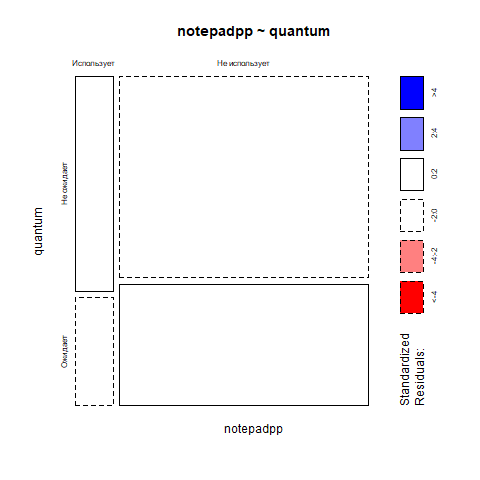 notepadpp ~ quantum
Использует
Не использует
Не ожидает
Ожидает
quantum
notepadpp
>4
2:4
0:2
-2:0
-4:-2
<-4
Standardized
Residuals: